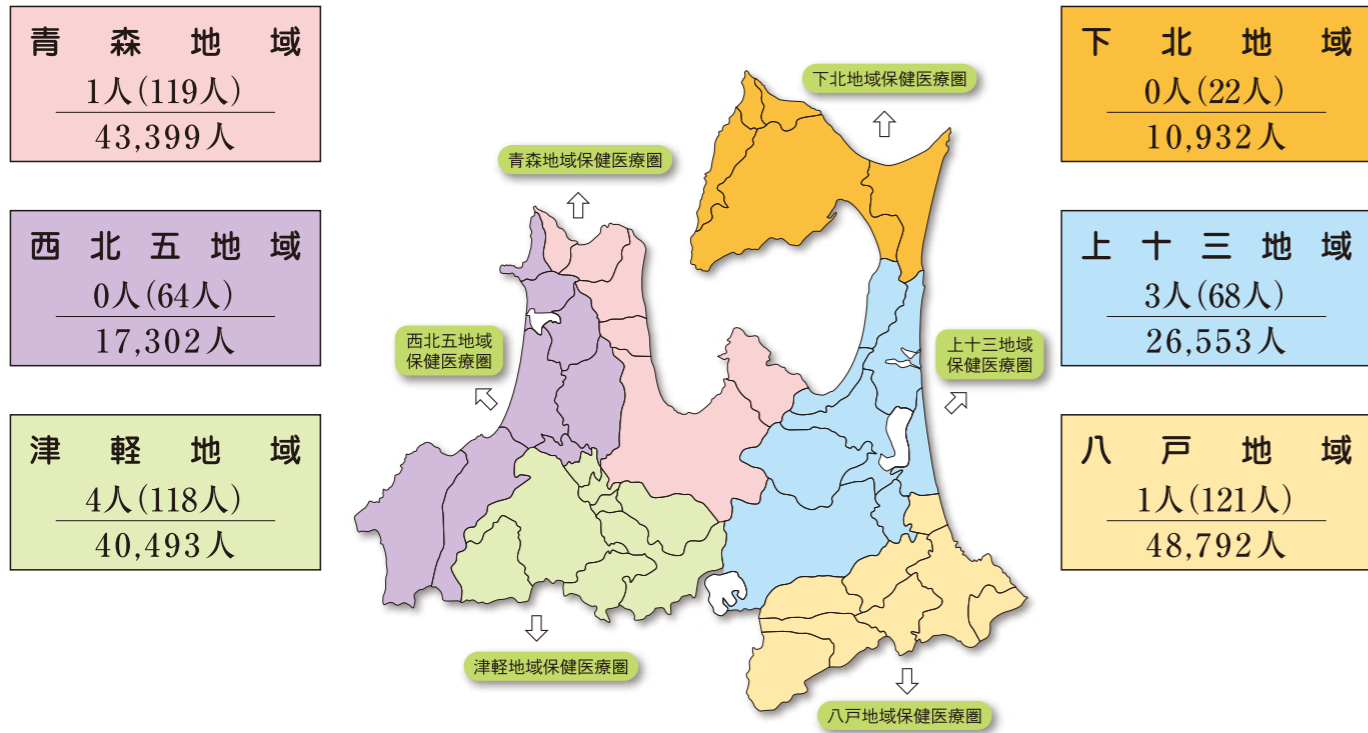 青森地域
1人(119人)
43,399人
西北五地域
0人(64人)
17,302人
津軽地域
4人(118人)
40,493人
下北地域保健医療圏
青森地域保健医療圏
西北五地域
保健医療圏
上十三地域
保健医療圏
津軽地域保健医療圏
八戸地域保健医療圏
下北地域
0人(22人)
10,932人
上十三地域
3人(68人)
26,553人
八戸地域
1人(121人)
48,792人